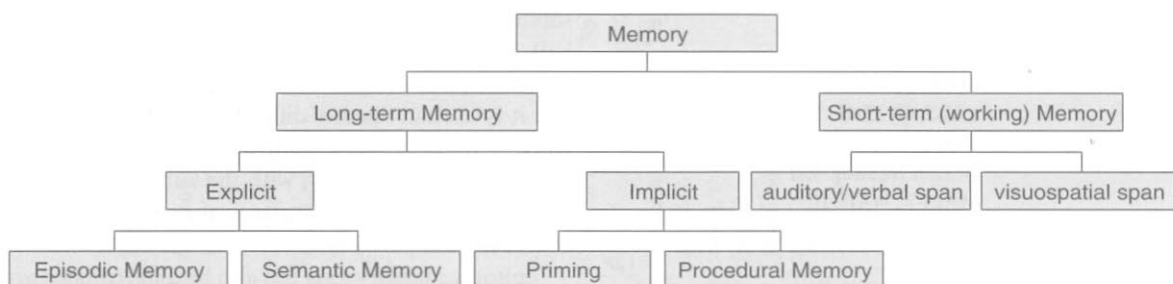 Memory
Long-term Memory
Short-term (working) Memory
Explicit
Implicit
auditory/verbal span
visuospatial span
Episodic Memory
Semantic Memory
Priming
Procedural Memory